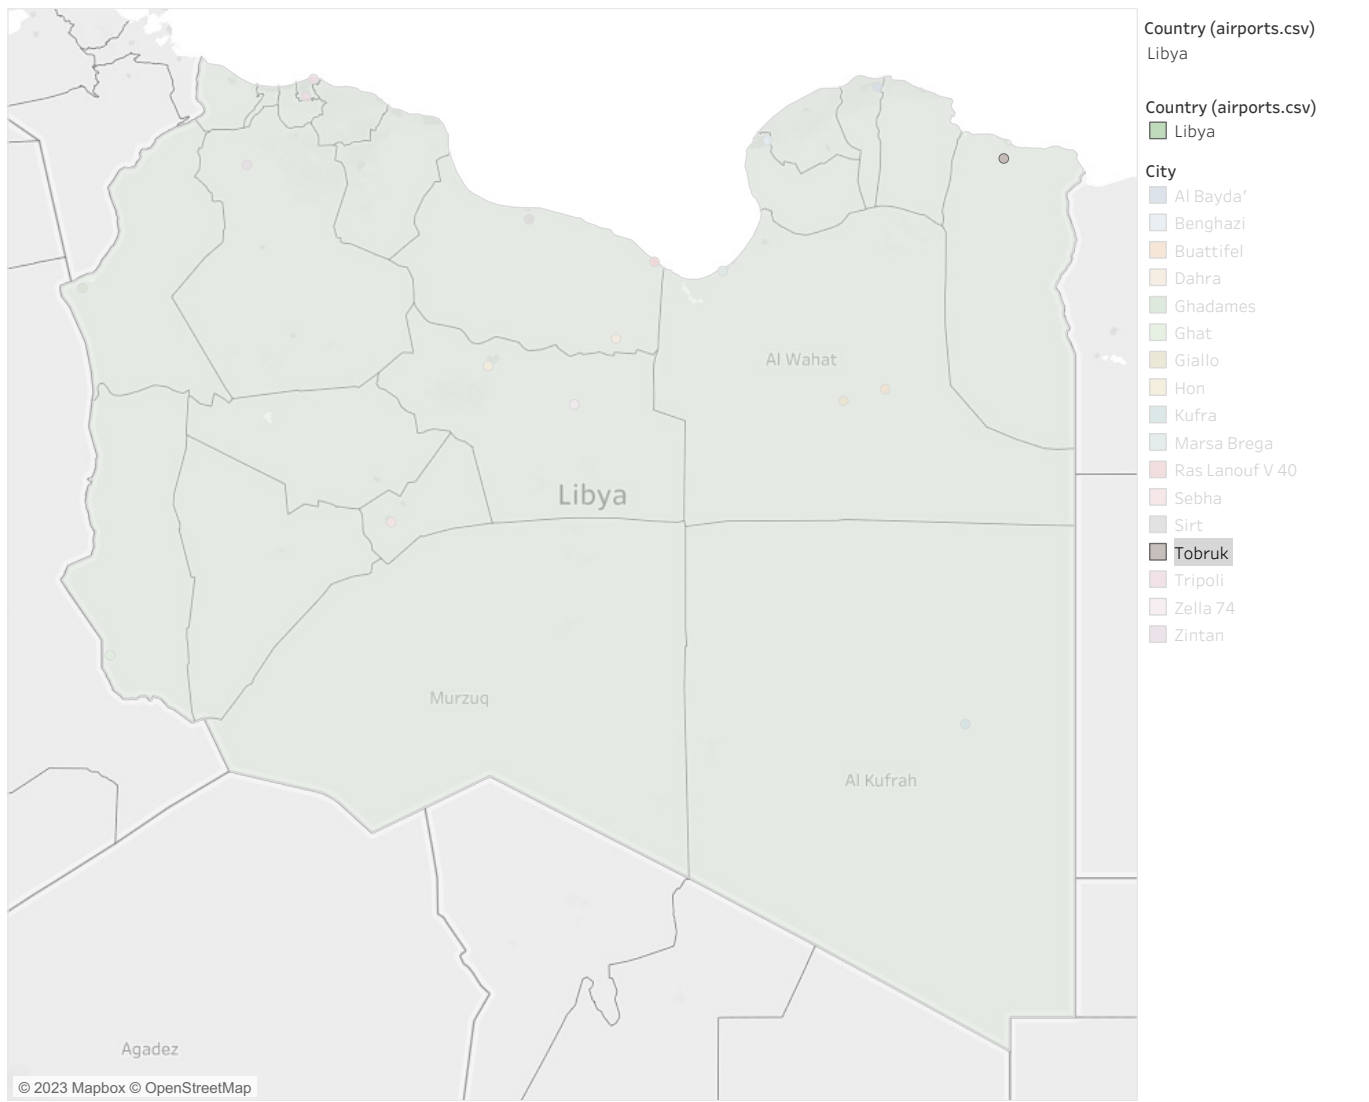 Country (airports.csv)
Libya
Country (airports.csv)
Libya
City
Al Bayda’
Benghazi
Buattifel
Dahra
Ghadames
Ghat
Giallo
Hon
Kufra
Marsa Brega
Ras Lanouf V 40
Sebha
Sirt
Tobruk
Tripoli
Zella 74
Zintan
Al Wahat
Libya
Murzuq
Al Kufrah
Agadez
© 2023 Mapbox © OpenStreetMap